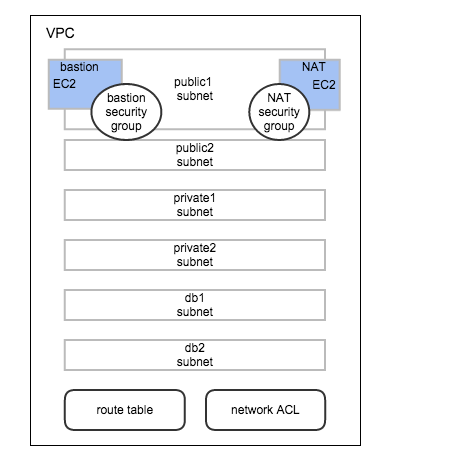 VPC
bastion
EC2
bastion
security
group
public1
subnet
NAT
EC2
NAT
security
group
public2
subnet
private1
subnet
private2
subnet
db1
subnet
db2
subnet
route table
network ACL